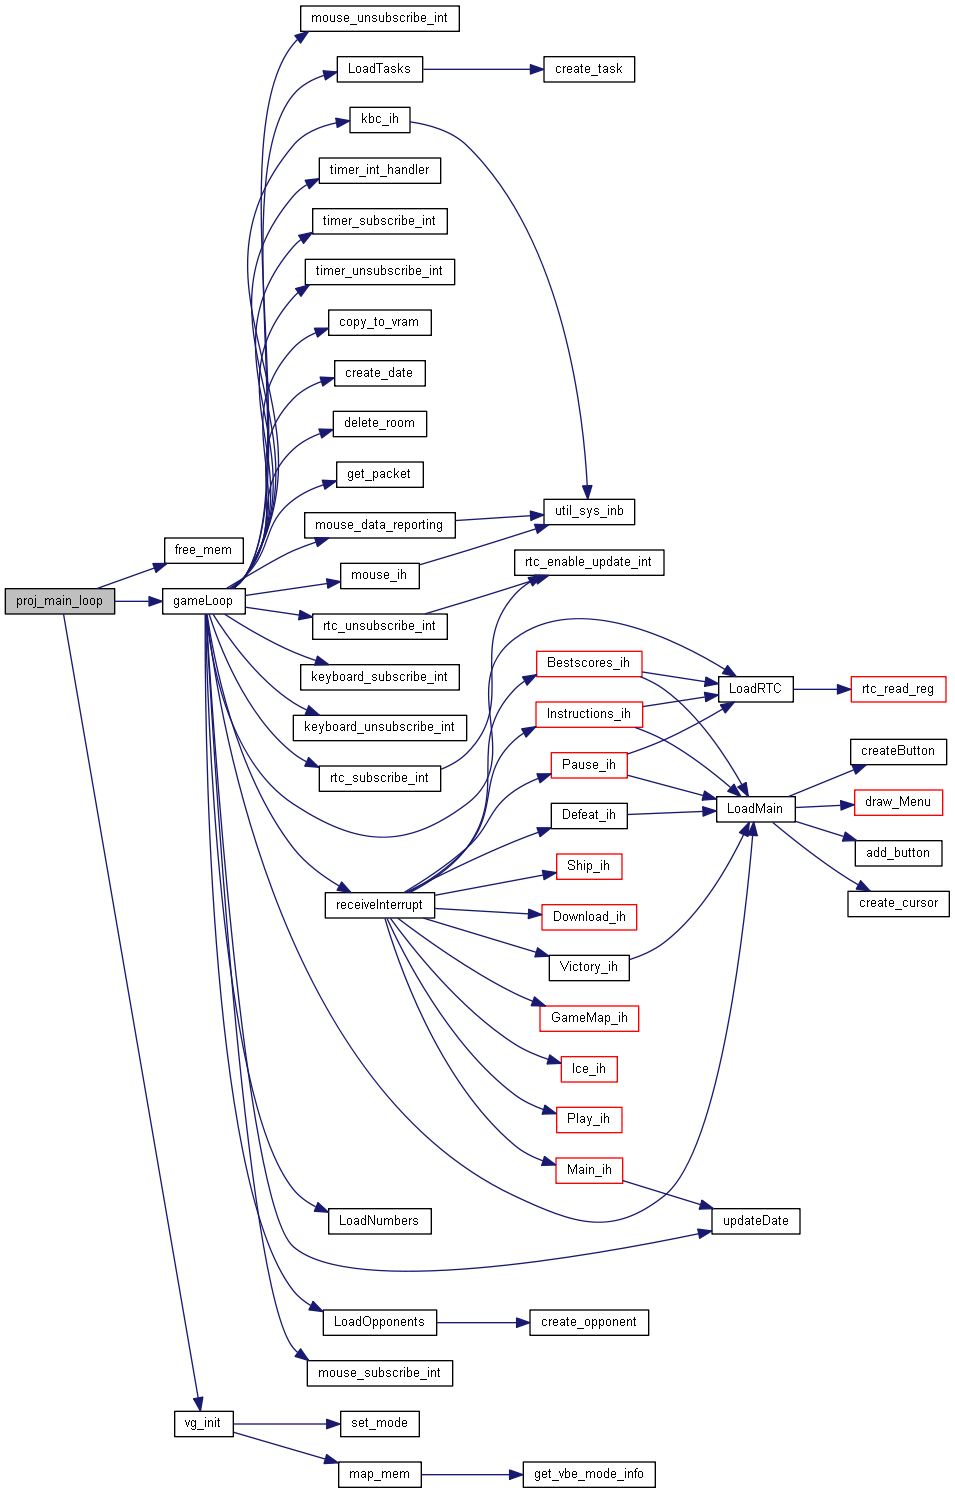 mouse_unsubscribe_int
LoadTasks
create_task
kbc_ih
timer_int_handler
timer_subscribe_int
timer_unsubscribe_int
copy_to_vram
create_date
delete_room
get_packet
mouse_data_reporting
util_sys_inb
free_mem
rtc_enable_update_int
mouse_ih
proj_main_loop
gameLoop
rtc_unsubscribe_int
Bestscores_ih
keyboard_subscribe_int
LoadRTC
rtc_read_reg
Instructions_ih
keyboard_unsubscribe_int
createButton
Pause_ih
rtc_subscribe_int
draw_Menu
LoadMain
Defeat_ih
add_button
Ship_ih
create_cursor
receiveInterrupt
Download_ih
Victory_ih
GameMap_ih
Ice_ih
Play_ih
Main_ih
LoadNumbers
updateDate
LoadOpponents
create_opponent
mouse_subscribe_int
vg_init
set_mode
map_mem
get_vbe_mode_info